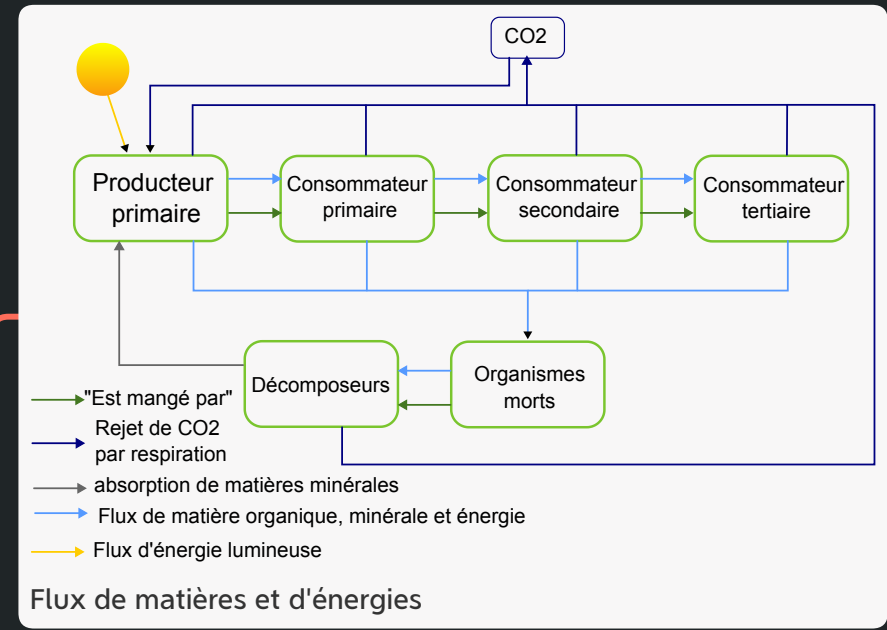 CO2
Producteur
primaire
Consommateur
primaire
Consommateur
secondaire
Consommateur
tertiaire
Décomposeurs
Organismes
morts
"Est mangé par"
Rejet de CO2
par respiration
absorption de matières minérales
Flux de matière organique, minérale et énergie
Flux d'énergie lumineuse
Flux de matières et d'énergies